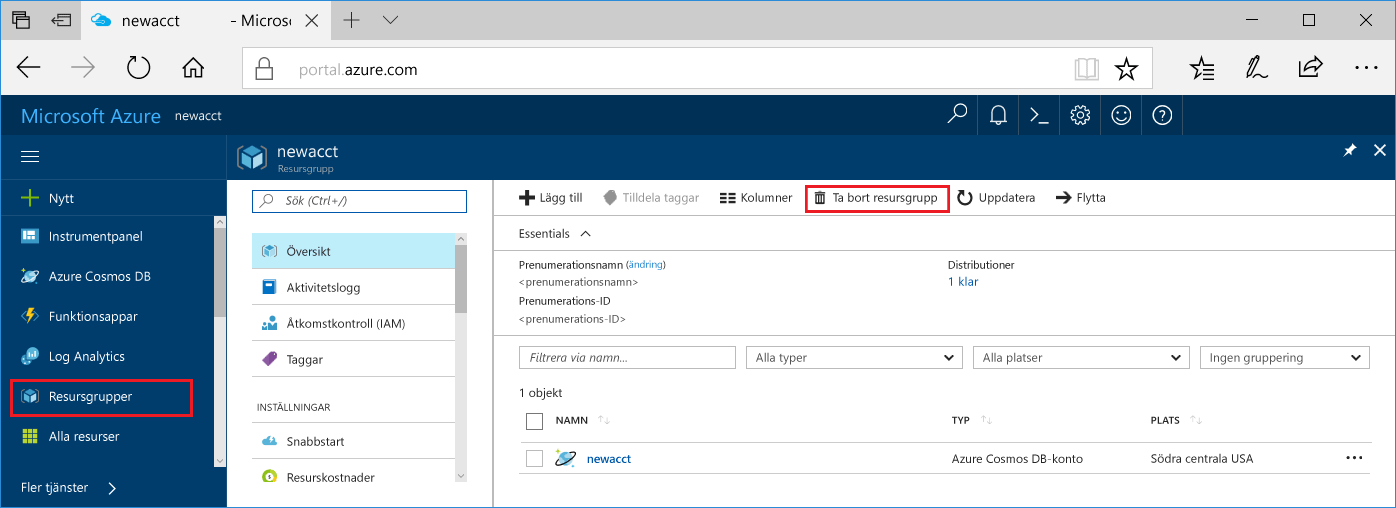 newacct - Microsı
portal.azure.com
Microsoft Azure newacct
newacct
Resursgrupp
Nytt
Instrumentpanel
Azure Cosmos DB
Funktionsappar
Log Analytics
Resursgrupper
Alla resurser
Fler tjänster
Sök (Ctrl+/)
Översikt
Aktivitetslogg
Åtkomstkontroll (IAM)
Taggar
INSTÄLLNINGAR
Snabbstart
Resurskostnader
Lägg till Tilldela taggar Kolumner Ta bort resursgrupp Uppdatera Flytta
Essentials
Prenumerationsnamn (ändring)
<prenumerationsnamn>
Prenumerations-ID
<prenumerations-ID>
Distributioner
1 klar
Filtrera via namn... Alla typer Alla platser Ingen gruppering
1 objekt
NAMN TYP PLATS
newacct Azure Cosmos DB-konto Södra centrala USA